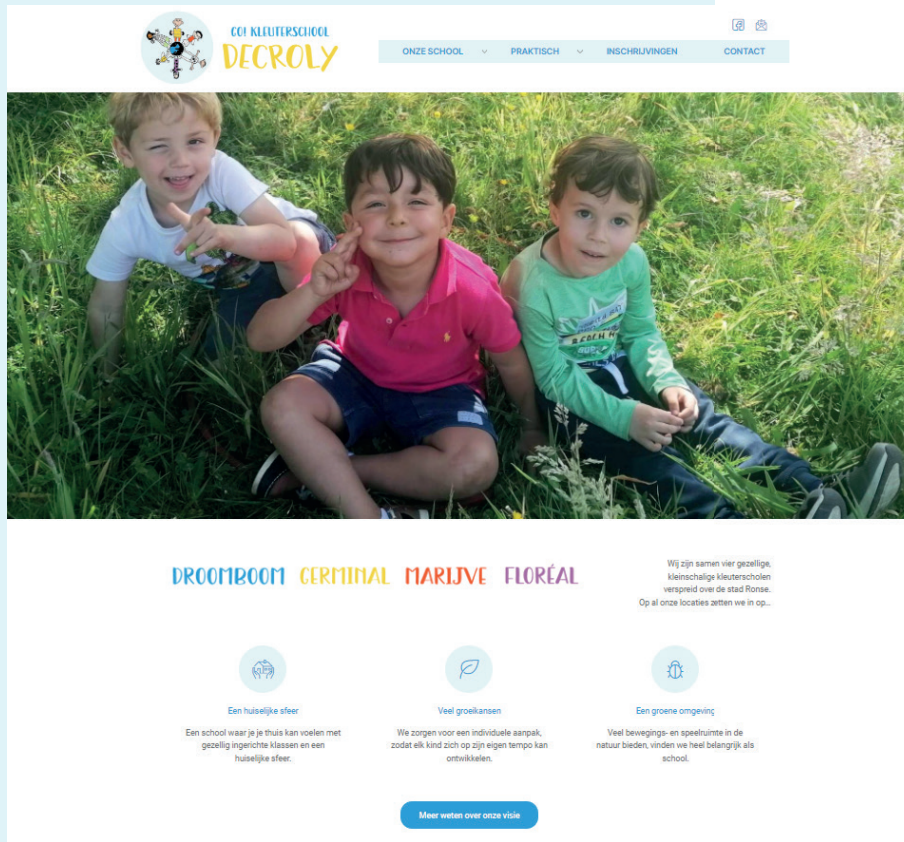 GO! KLEUTERSCHOOL
DECROLY
ONZE SCHOOL PRAKTISCH INSCHRIJVINGEN CONTACT
DROOMBOOM GERMINAL MARIJVE FLORÉAL
Wij zijn samen vier gezellige,
kleinschalige kleuterscholen
verspreid over de stad Ronse.
Op al onze locaties zetten we in op...
Een huiselijke sfeer
Een school waar je je thuis kan voelen met
gezellig ingerichte klassen en een
huiselijke sfeer.
Veel groeikansen
We zorgen voor een individuele aanpak,
zodat elk kind zich op zijn eigen tempo kan
ontwikkelen.
Een groene omgeving
Veel bewegings- en speelruimte in de
natuur bieden, vinden we heel belangrijk als
school.
Meer weten over onze visie